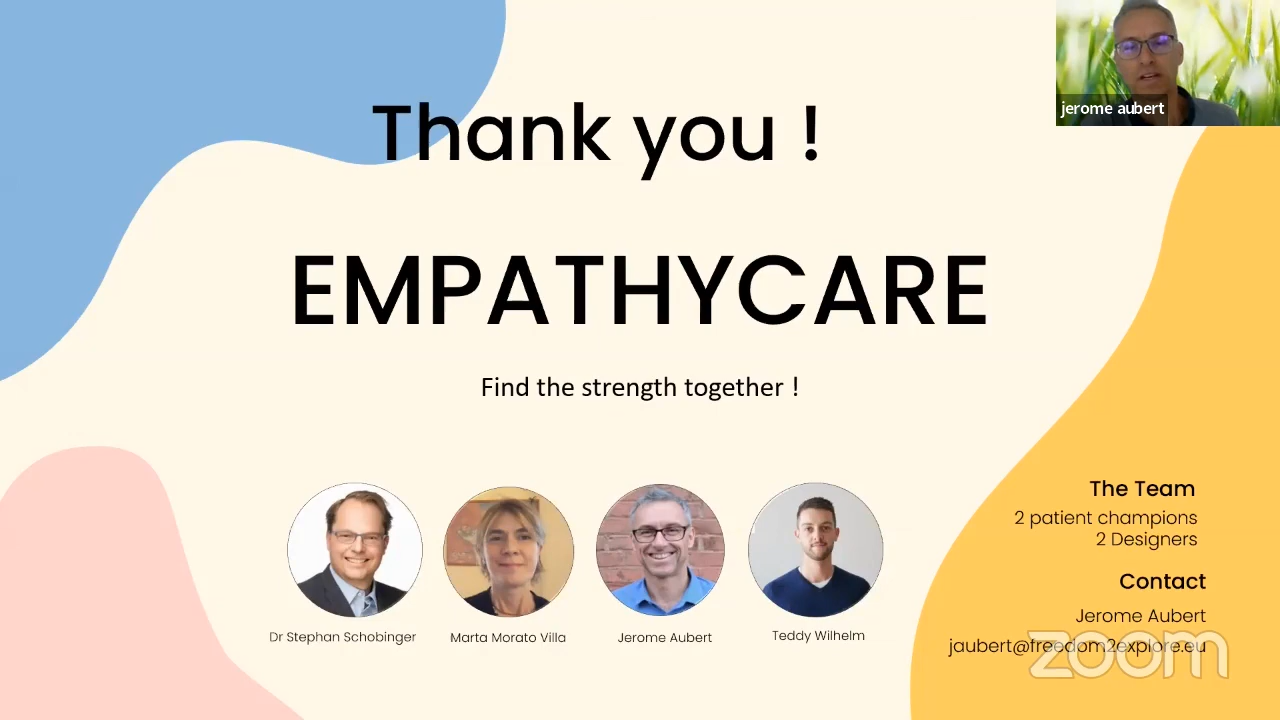 Thank you !
jerome aubert
EMPATHYCARE
Find the strength together !
The Team
2 patient champions
2 Designers
Contact
Jerome Aubert
jaubert@freedom2explore.eu
zoom
Dr Stephan Schobinger
Marta Morato Villa
Jerome Aubert
Teddy Wilhelm